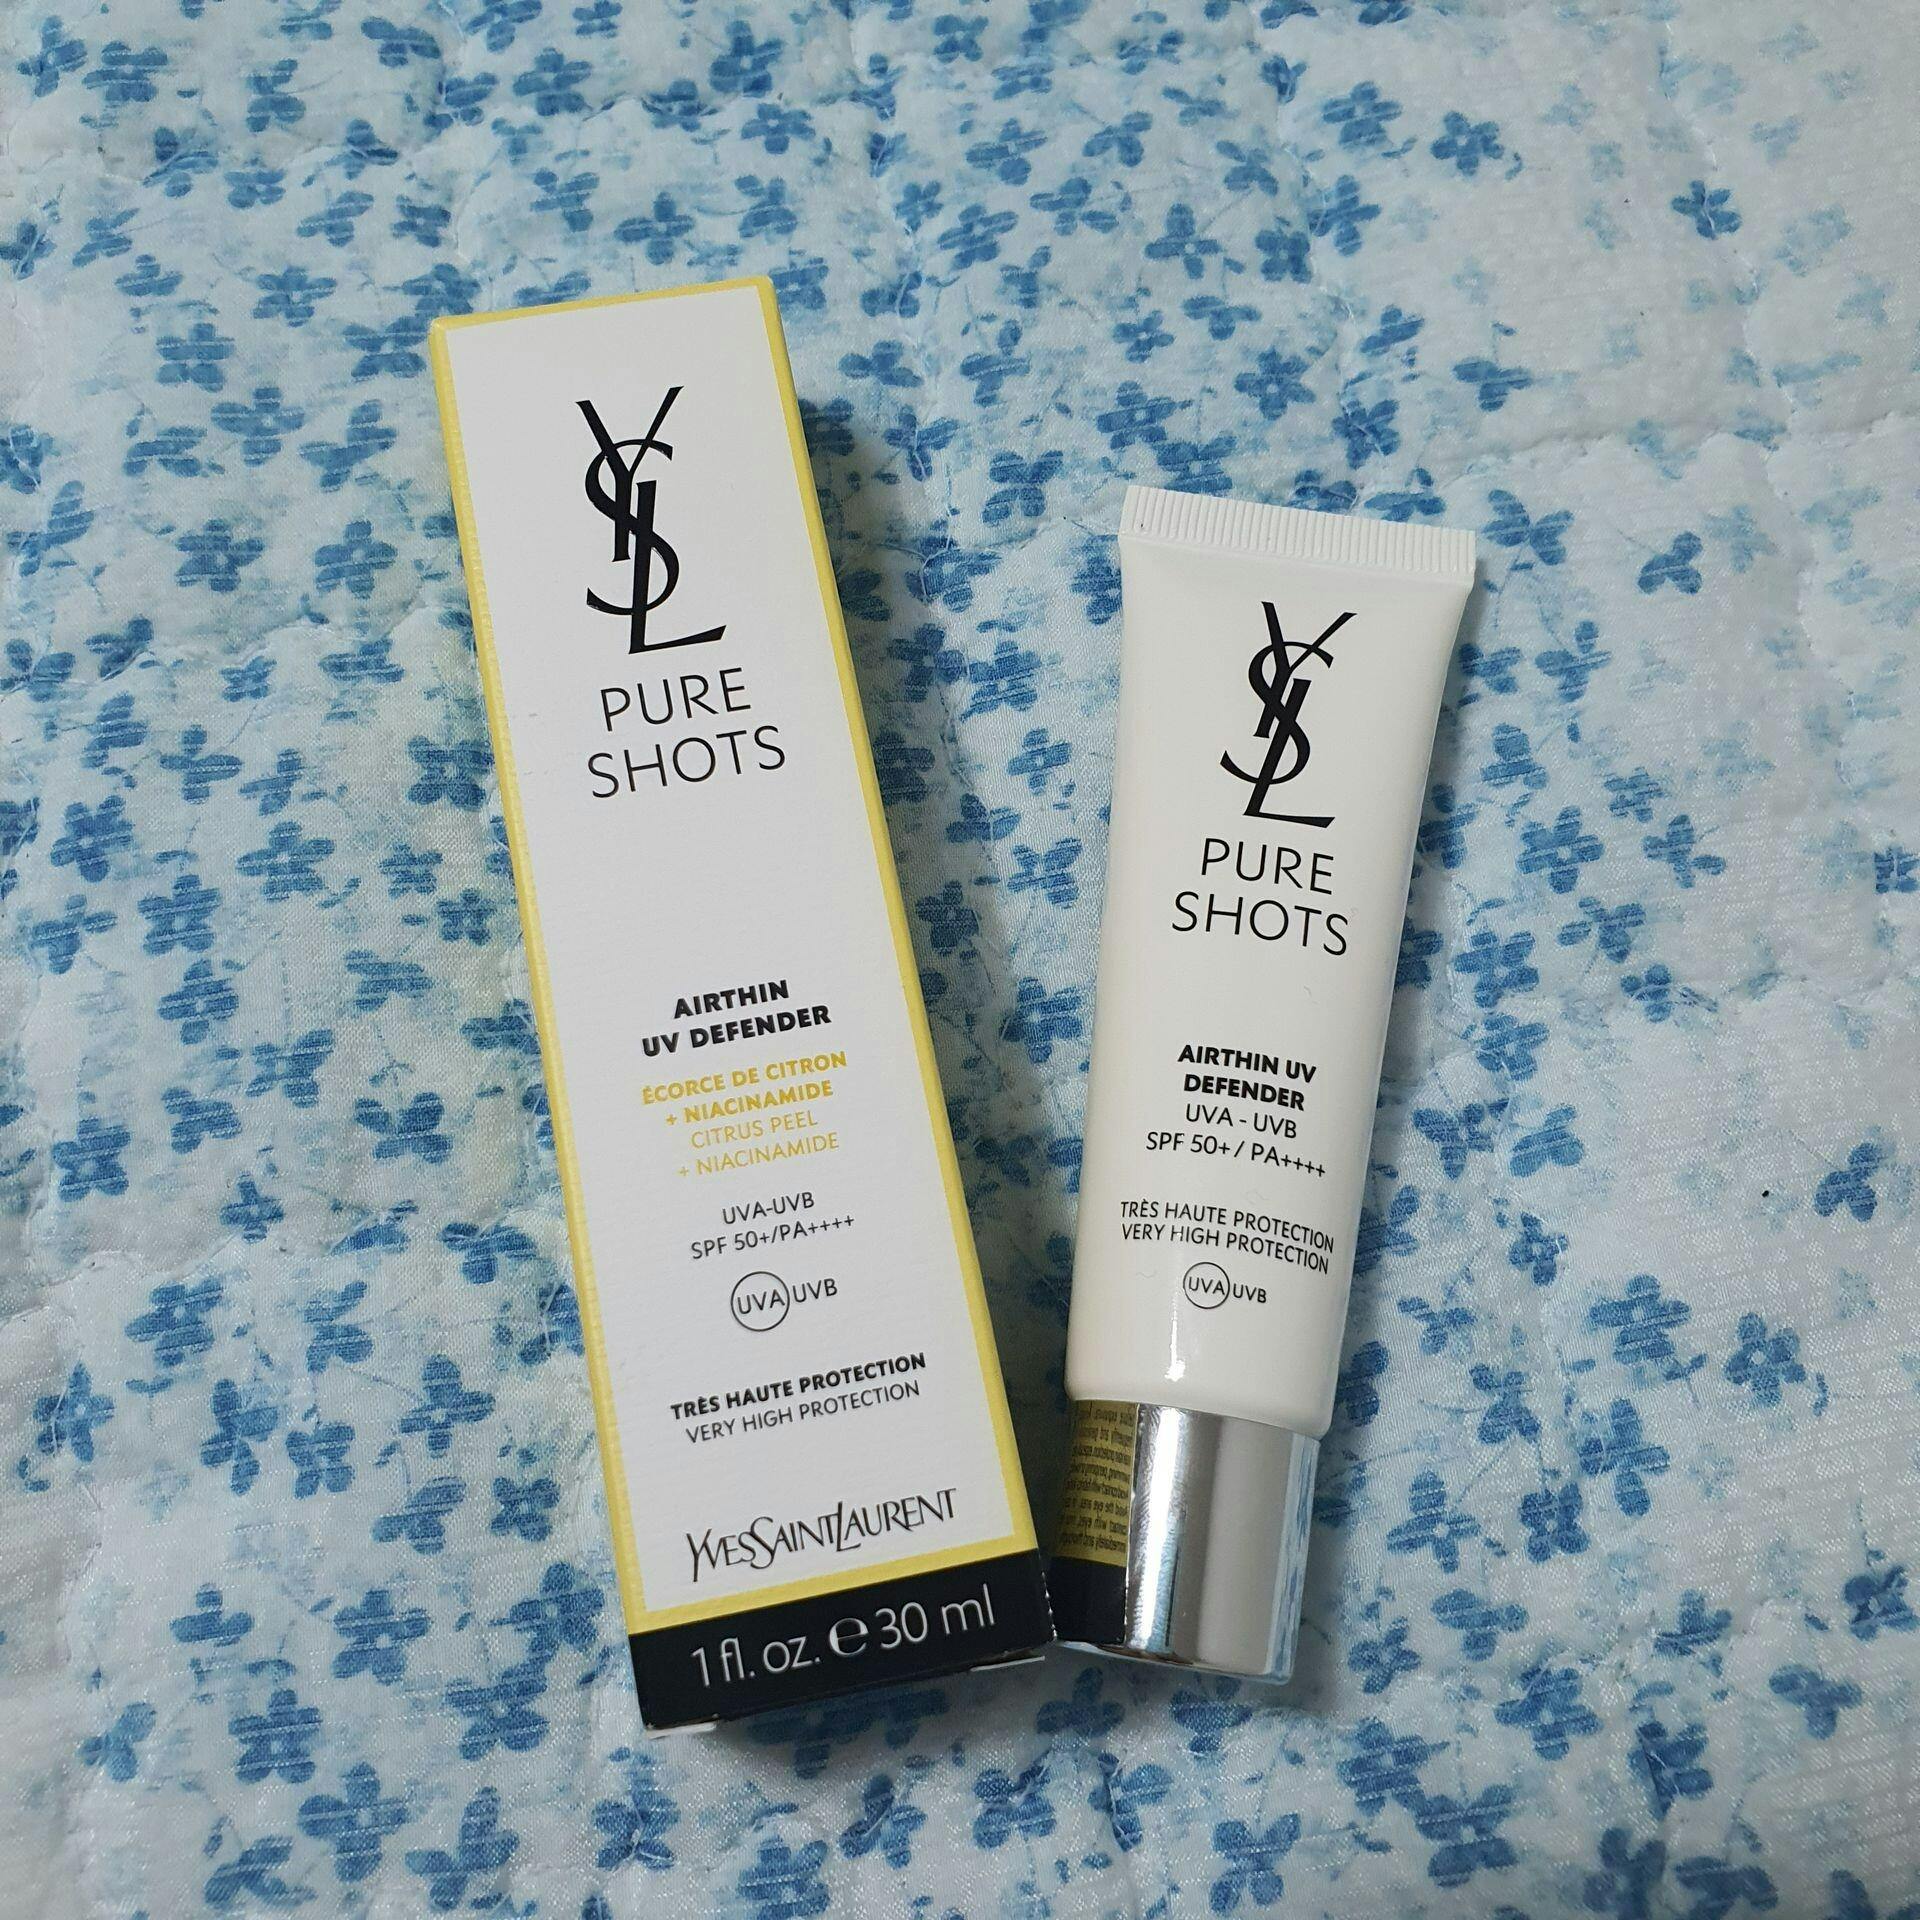 YSL
PURE
SHOTS
AIRTHIN
UV DEFENDER
ÉCORCE DE CITRON
+ NIACINAMIDE
CITRUS PEEL
+ NIACINAMIDE
UVA-UVB
SPF 50+/PA++++
UVA UVB
TRÈS HAUTE PROTECTION
VERY HIGH PROTECTION
YVESSAINTLAURENT
1 fl. oz. ℮ 30 ml
YSL
PURE
SHOTS
AIRTHIN UV
DEFENDER
UVA - UVB
SPF 50+ / PA++++
TRÈS HAUTE PROTECTION
VERY HIGH PROTECTION
UVA UVB